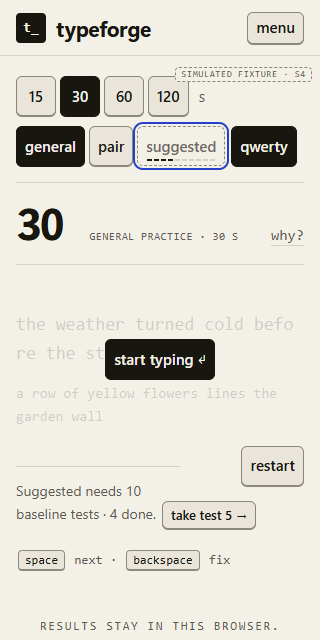 t_ typeforge menu
SIMULATED FIXTURE · S4
15 30 60 120 s
general pair suggested qwerty
30 GENERAL PRACTICE · 30 S why?
the weather turned cold befo
re the st
start typing ↲
a row of yellow flowers lines the
garden wall
restart
Suggested needs 10
baseline tests · 4 done. take test 5 →
space next · backspace fix
RESULTS STAY IN THIS BROWSER.